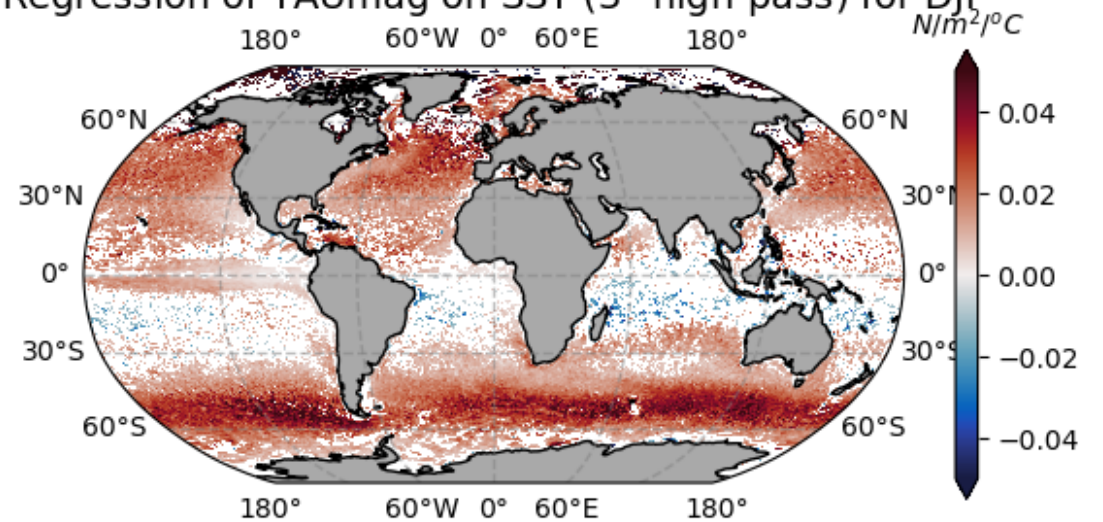 Regression of TAUmag on SST (3° high pass) for DJF
N/m²/°C
180° 60°W 0° 60°E 180°
60°N 60°N 0.04
30°N 30°N 0.02
0° 0° 0.00
30°S 30°S −0.02
60°S 60°S −0.04
180° 60°W 0° 60°E 180°